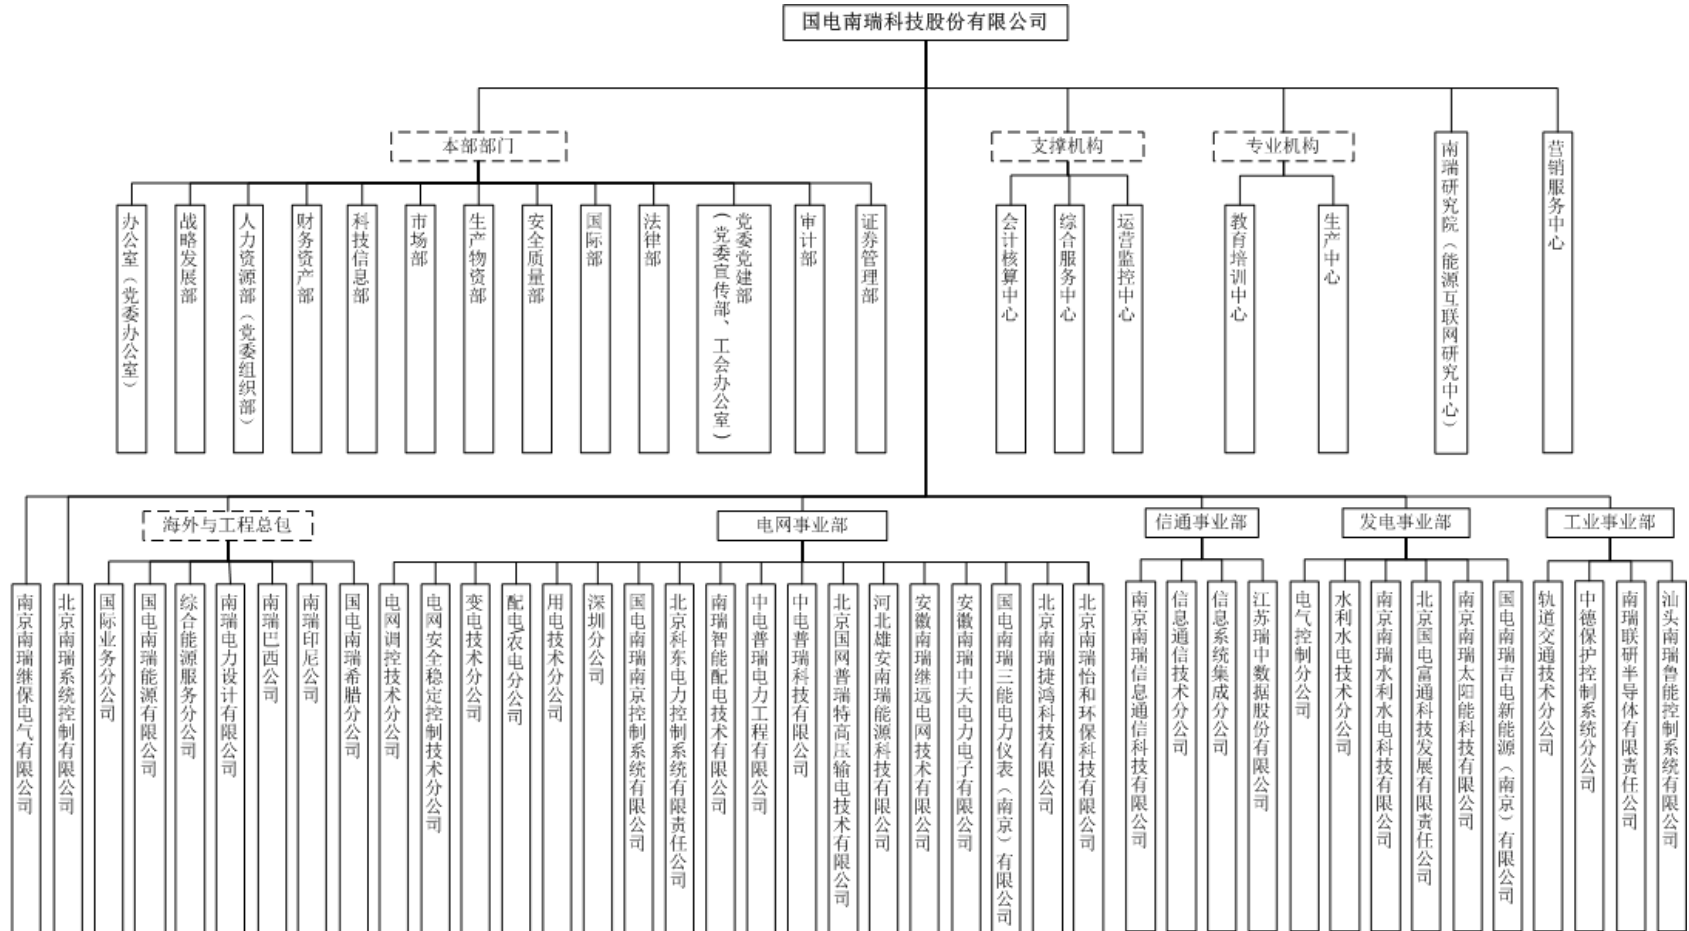 国电南瑞科技股份有限公司
本部部门
支撑机构
专业机构
南瑞研究院（能源互联网研究中心）
营销服务中心
办公室（党委办公室）
战略发展部
人力资源部（党委组织部）
财务资产部
科技信息部
市场部
生产物资部
安全质量部
国际部
法律部
党委党建部
（党委宣传部、工会办公室）
审计部
证券管理部
会计核算中心
综合服务中心
运营监控中心
教育培训中心
生产中心
海外与工程总包
电网事业部
信通事业部
发电事业部
工业事业部
南京南瑞继保电气有限公司
北京南瑞系统控制有限公司
国际业务分公司
国电南瑞能源有限公司
综合能源服务分公司
南瑞电力设计有限公司
南瑞巴西公司
南瑞印尼公司
国电南瑞希腊分公司
电网调控技术分公司
电网安全稳定控制技术分公司
变电技术分公司
配电农电分公司
用电技术分公司
深圳分公司
国电南瑞南京控制系统有限公司
北京科东电力控制系统有限责任公司
南瑞智能配电技术有限公司
中电普瑞电力工程有限公司
中电普瑞科技有限公司
北京国网普瑞特高压输电技术有限公司
河北雄安南瑞能源科技有限公司
安徽南瑞继远电网技术有限公司
安徽南瑞中天电力电子有限公司
国电南瑞三能电力仪表（南京）有限公司
北京南瑞捷鸿科技有限公司
北京南瑞怡和环保科技有限公司
南京南瑞信息通信科技有限公司
信息通信技术分公司
信息系统集成分公司
江苏瑞中数据股份有限公司
电气控制分公司
水利水电技术分公司
南京南瑞水利水电科技有限公司
北京国电富通科技发展有限责任公司
南京南瑞太阳能科技有限公司
国电南瑞吉电新能源（南京）有限公司
轨道交通技术分公司
中德保护控制系统分公司
南瑞联研半导体有限责任公司
汕头南瑞鲁能控制系统有限公司